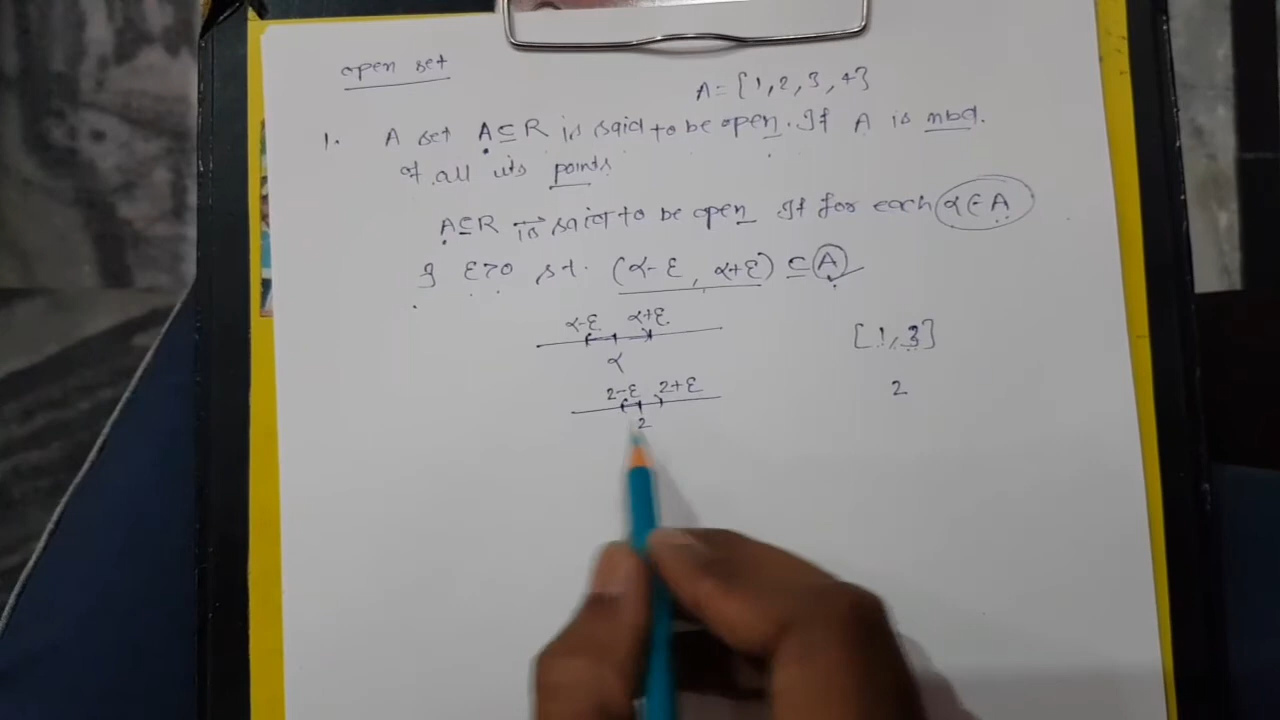 open set
A = {1, 2, 3, 4}
1. A set A ⊆ R is said to be open. If A is nbd.
of all its points
A ⊆ R is said to be open If for each α ∈ A
∃ ε>0 st. (α-ε, α+ε) ⊆ A
α-ε α+ε
α
[1, 3]
2-ε 2+ε
2
2